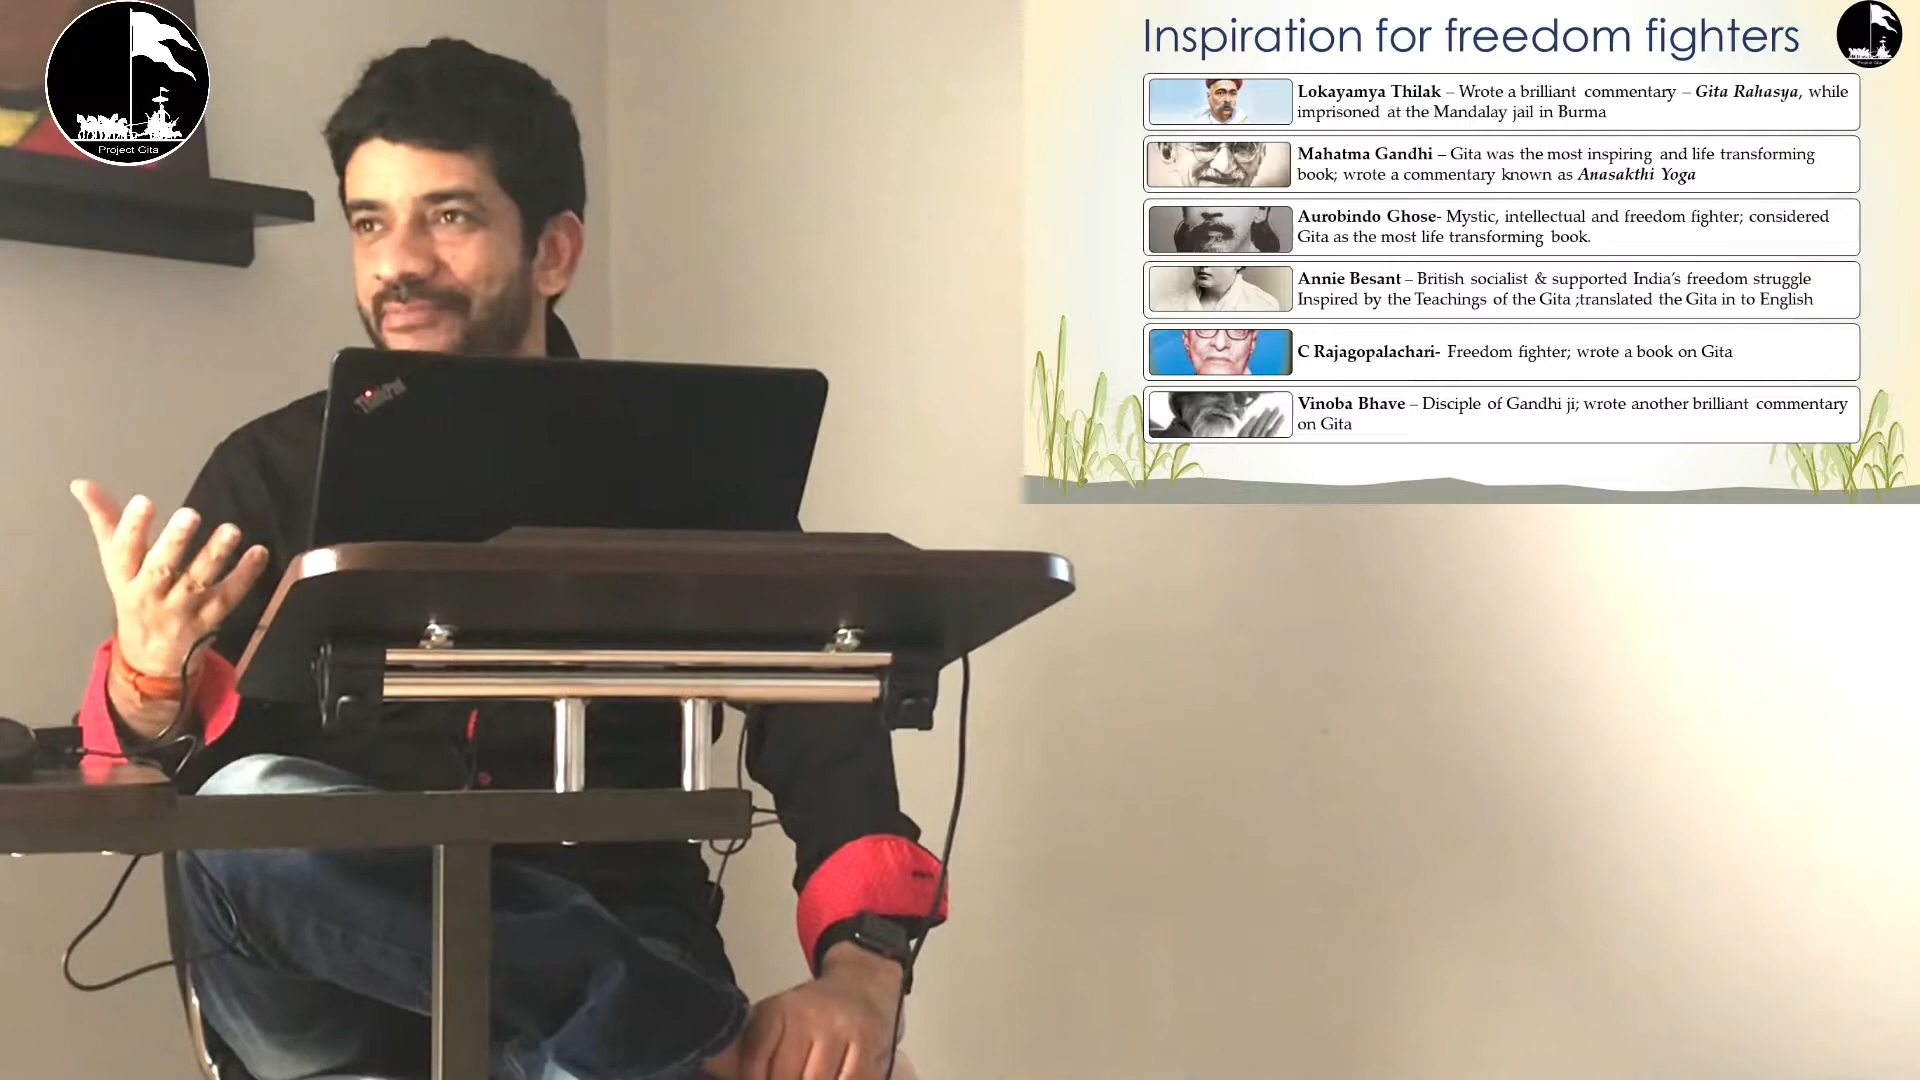 Project Gita
ThinkPad
Inspiration for freedom fighters
Lokayamya Thilak – Wrote a brilliant commentary – Gita Rahasya, while
imprisoned at the Mandalay jail in Burma
Mahatma Gandhi – Gita was the most inspiring and life transforming
book; wrote a commentary known as Anasakthi Yoga
Aurobindo Ghose- Mystic, intellectual and freedom fighter; considered
Gita as the most life transforming book.
Annie Besant – British socialist & supported India's freedom struggle
Inspired by the Teachings of the Gita ;translated the Gita in to English
C Rajagopalachari- Freedom fighter; wrote a book on Gita
Vinoba Bhave – Disciple of Gandhi ji; wrote another brilliant commentary
on Gita
Project Gita